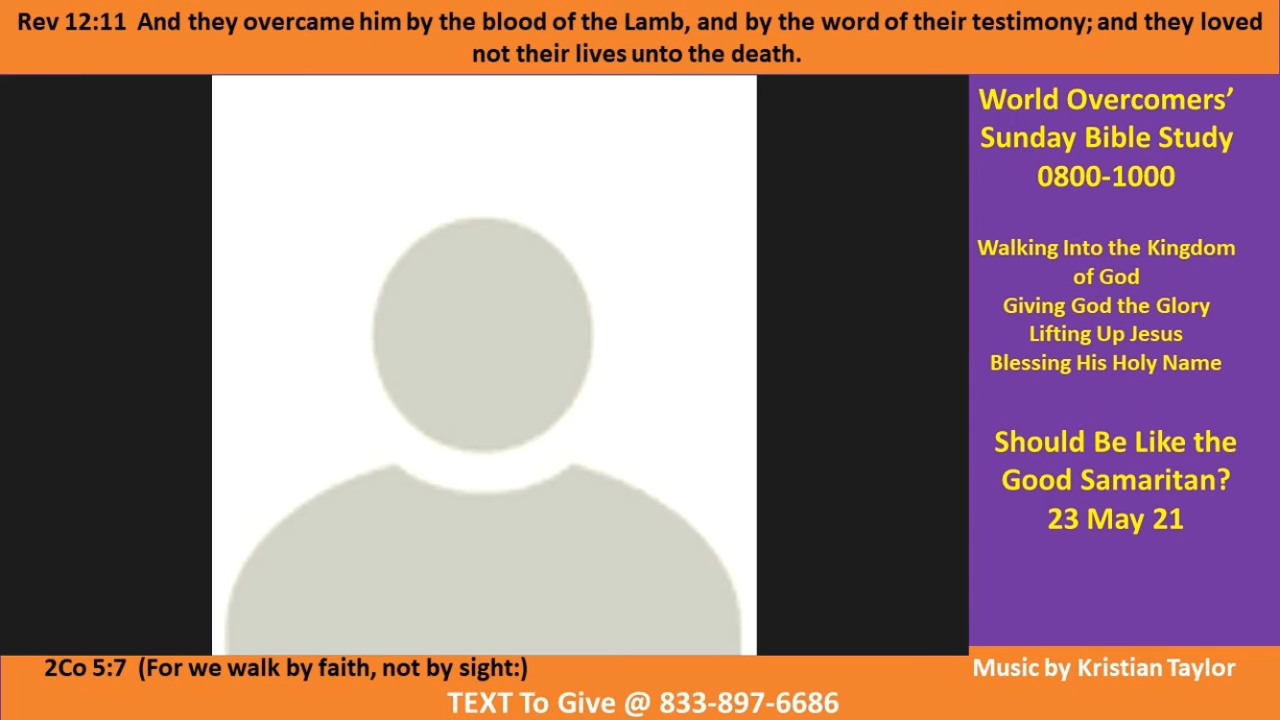 Rev 12:11  And they overcame him by the blood of the Lamb, and by the word of their testimony; and they loved
not their lives unto the death.
World Overcomers’
Sunday Bible Study
0800-1000
Walking Into the Kingdom
of God
Giving God the Glory
Lifting Up Jesus
Blessing His Holy Name
Should Be Like the
Good Samaritan?
23 May 21
2Co 5:7  (For we walk by faith, not by sight:)
Music by Kristian Taylor
TEXT To Give @ 833-897-6686